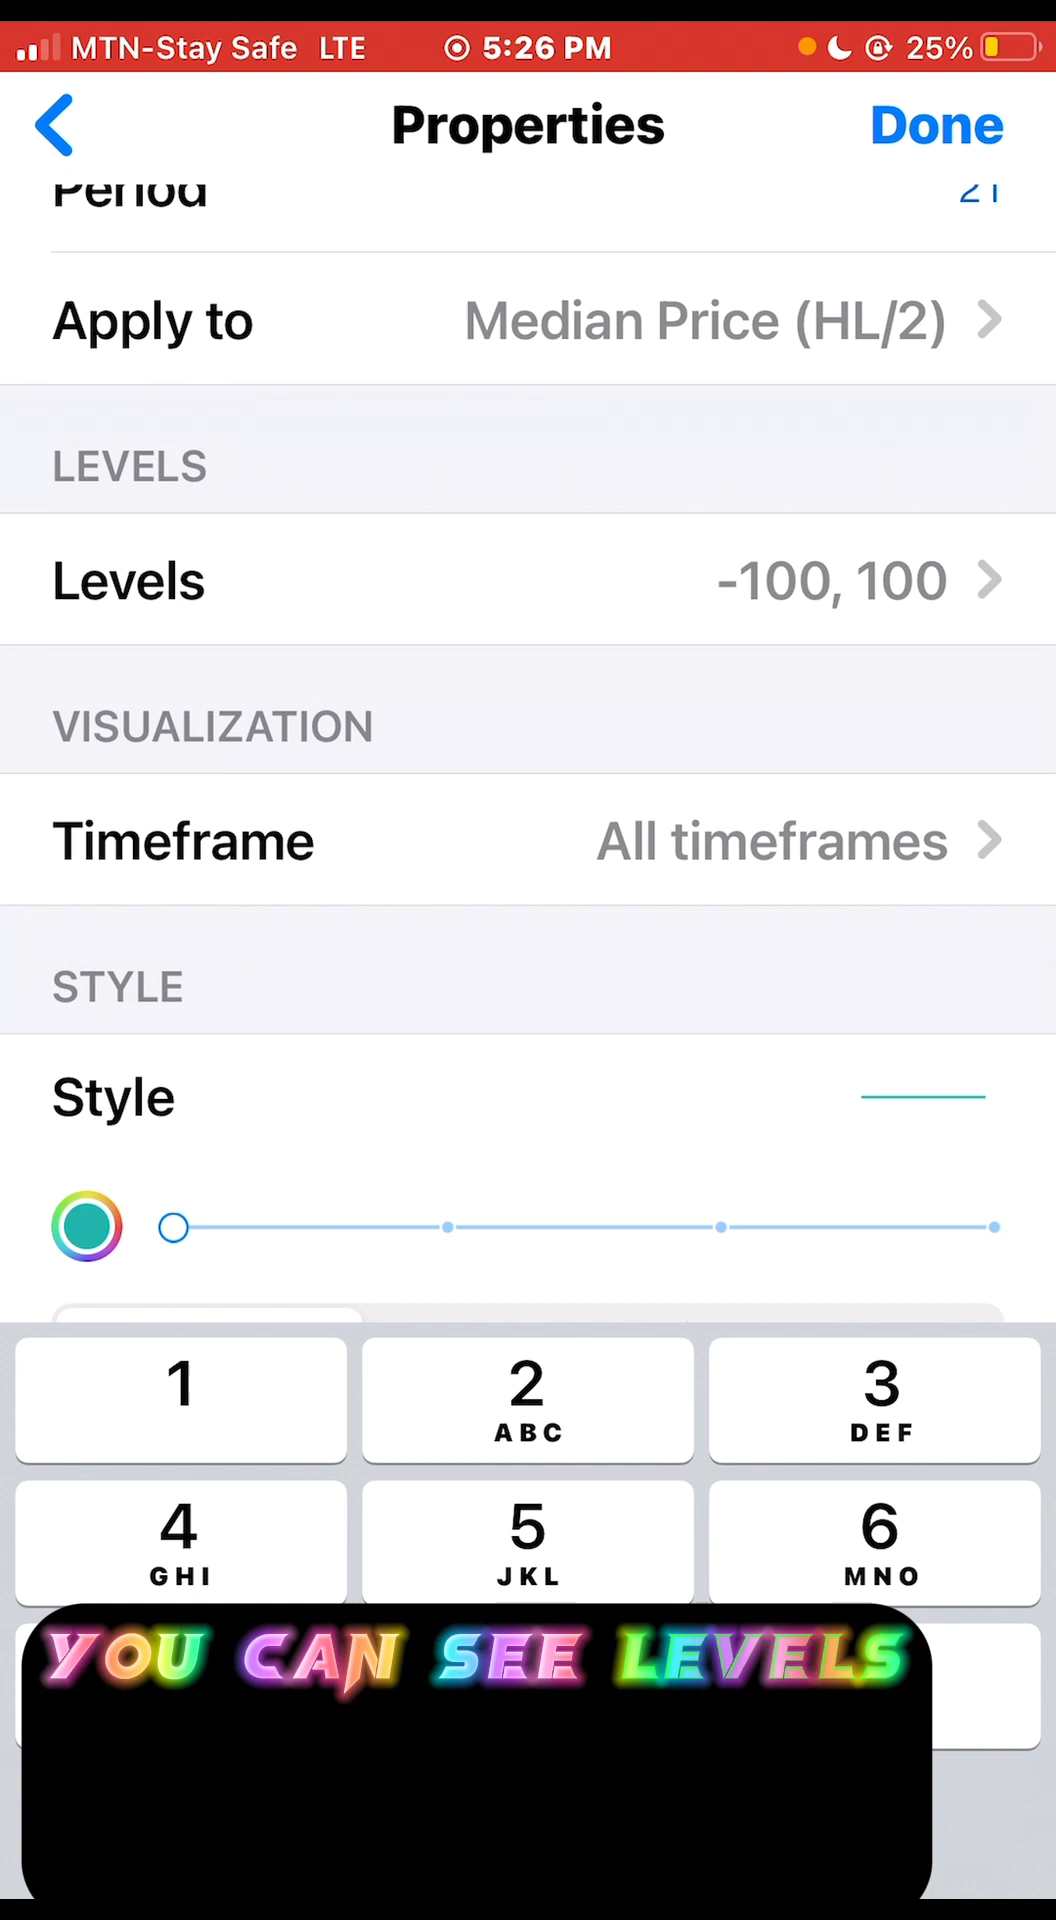 MTN-Stay Safe LTE 5:26 PM 25%
Properties Done
Period 21
Apply to Median Price (HL/2)
LEVELS
Levels -100, 100
VISUALIZATION
Timeframe All timeframes
STYLE
Style
1 2 3
ABC DEF
4 5 6
GHI JKL MNO
YOU CAN SEE LEVELS